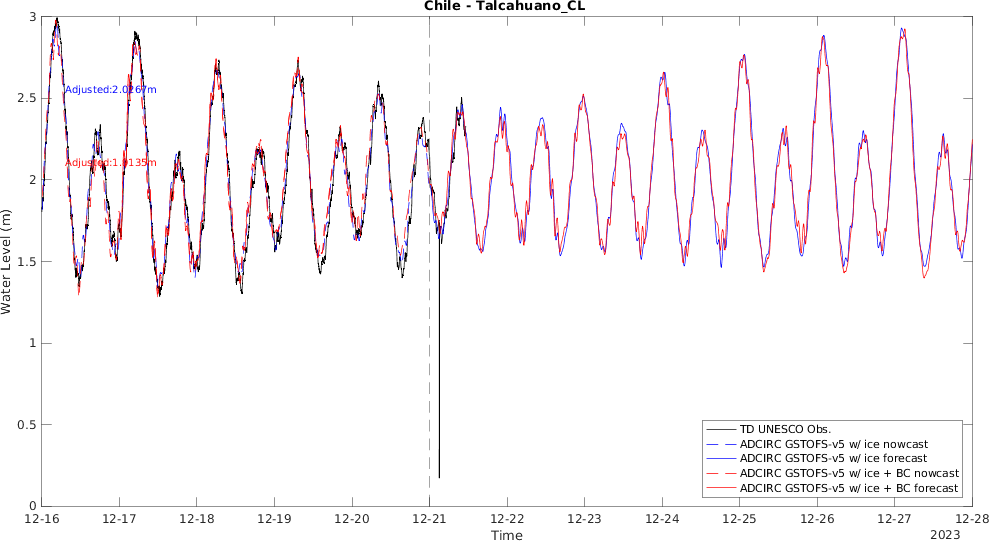 Chile - Talcahuano_CL
Water Level (m)
3
2.5
2
1.5
1
0.5
0
Adjusted:2.0267m
Adjusted:1.9135m
TD UNESCO Obs.
ADCIRC GSTOFS-v5 w/ ice nowcast
ADCIRC GSTOFS-v5 w/ ice forecast
ADCIRC GSTOFS-v5 w/ ice + BC nowcast
ADCIRC GSTOFS-v5 w/ ice + BC forecast
12-16 12-17 12-18 12-19 12-20 12-21 12-22 12-23 12-24 12-25 12-26 12-27 12-28
Time
2023